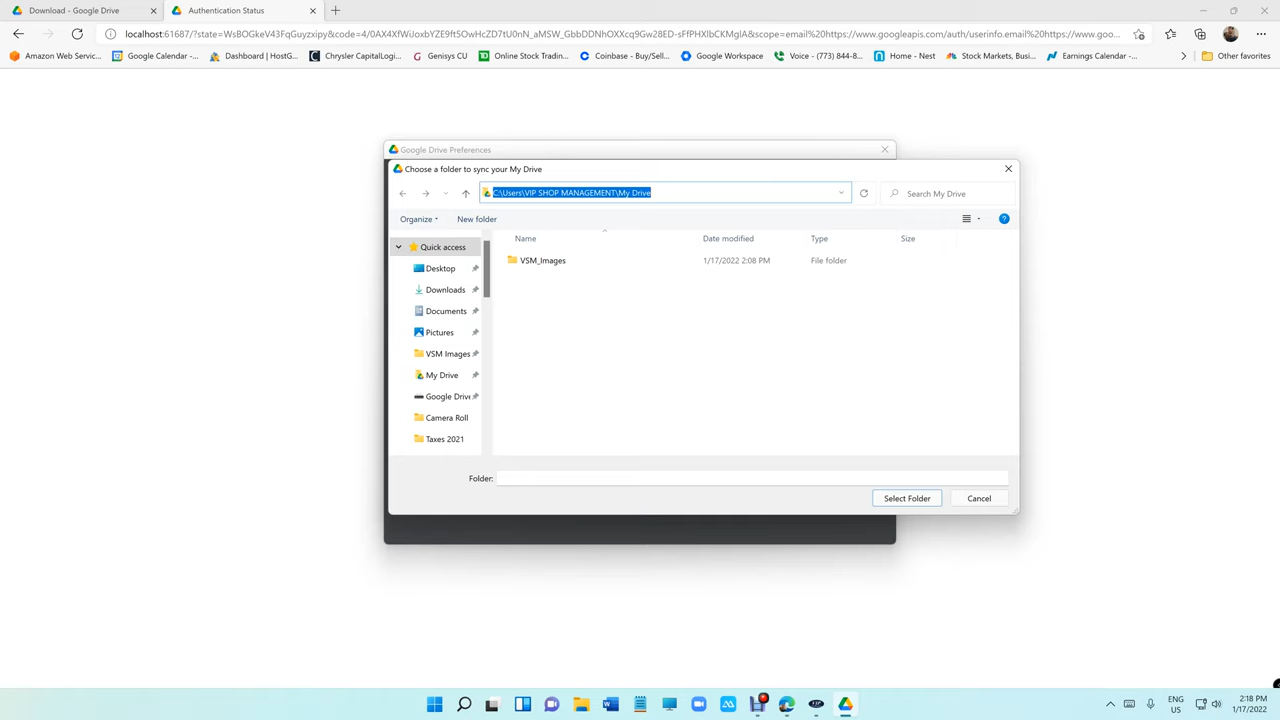 Download - Google Drive
Authentication Status
localhost:61687/?state=WsBOGkeV43FqGuyzxipy&code=4/0AX4XfWiJoxbYZE9ft5OwHcZD7tU0nN_aMSW_GbbDDNhOXXcq9Gw28ED-sFfPHXIbCKMgIA&scope=email%20https://www.googleapis.com/auth/userinfo.email%20https://www.goo...
Amazon Web Servic...
Google Calendar -...
Dashboard | HostG...
Chrysler CapitalLogi...
Genisys CU
Online Stock Tradin...
Coinbase - Buy/Sell...
Google Workspace
Voice - (773) 844-8...
Home - Nest
Stock Markets, Busi...
Earnings Calendar -...
Other favorites
Google Drive Preferences
Choose a folder to sync your My Drive
C:\Users\VIP SHOP MANAGEMENT\My Drive
Search My Drive
Organize
New folder
Name
Date modified
Type
Size
Quick access
VSM_Images
1/17/2022 2:08 PM
File folder
Desktop
Downloads
Documents
Pictures
VSM Images
My Drive
Google Drive
Camera Roll
Taxes 2021
Folder:
Select Folder
Cancel
ENG
US
2:18 PM
1/17/2022